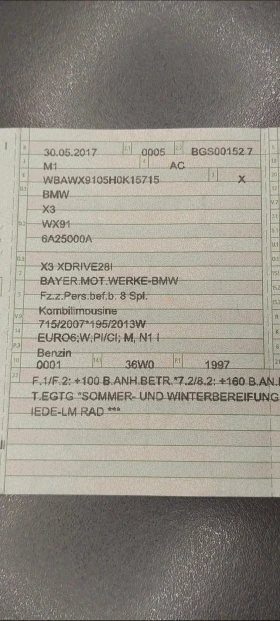 30.05.2017 0005 BGS00152 7
M1 AC
WBAWX9105H0K15715 X
BMW
X3
WX91
6A25000A
X3 XDRIVE28I
BAYER.MOT.WERKE-BMW
Fz.z.Pers.bef.b. 8 Spl.
Kombilimousine
715/2007*195/2013W
EURO6;W;PI/CI; M, N1 I
Benzin
0001 36W0 1997
F.1/F.2: +100 B.ANH.BETR.*7.2/8.2: +160 B.AN
T.EGTG *SOMMER- UND WINTERBEREIFUNG
IEDE-LM RAD ***